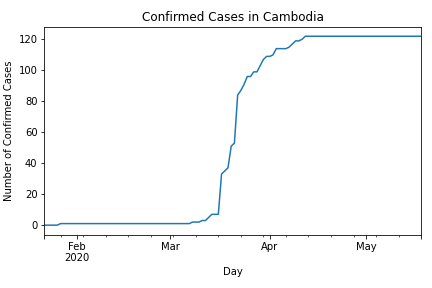 Confirmed Cases in Cambodia
120
100
80
60
40
20
0
Number of Confirmed Cases
Feb
2020
Mar
Apr
May
Day